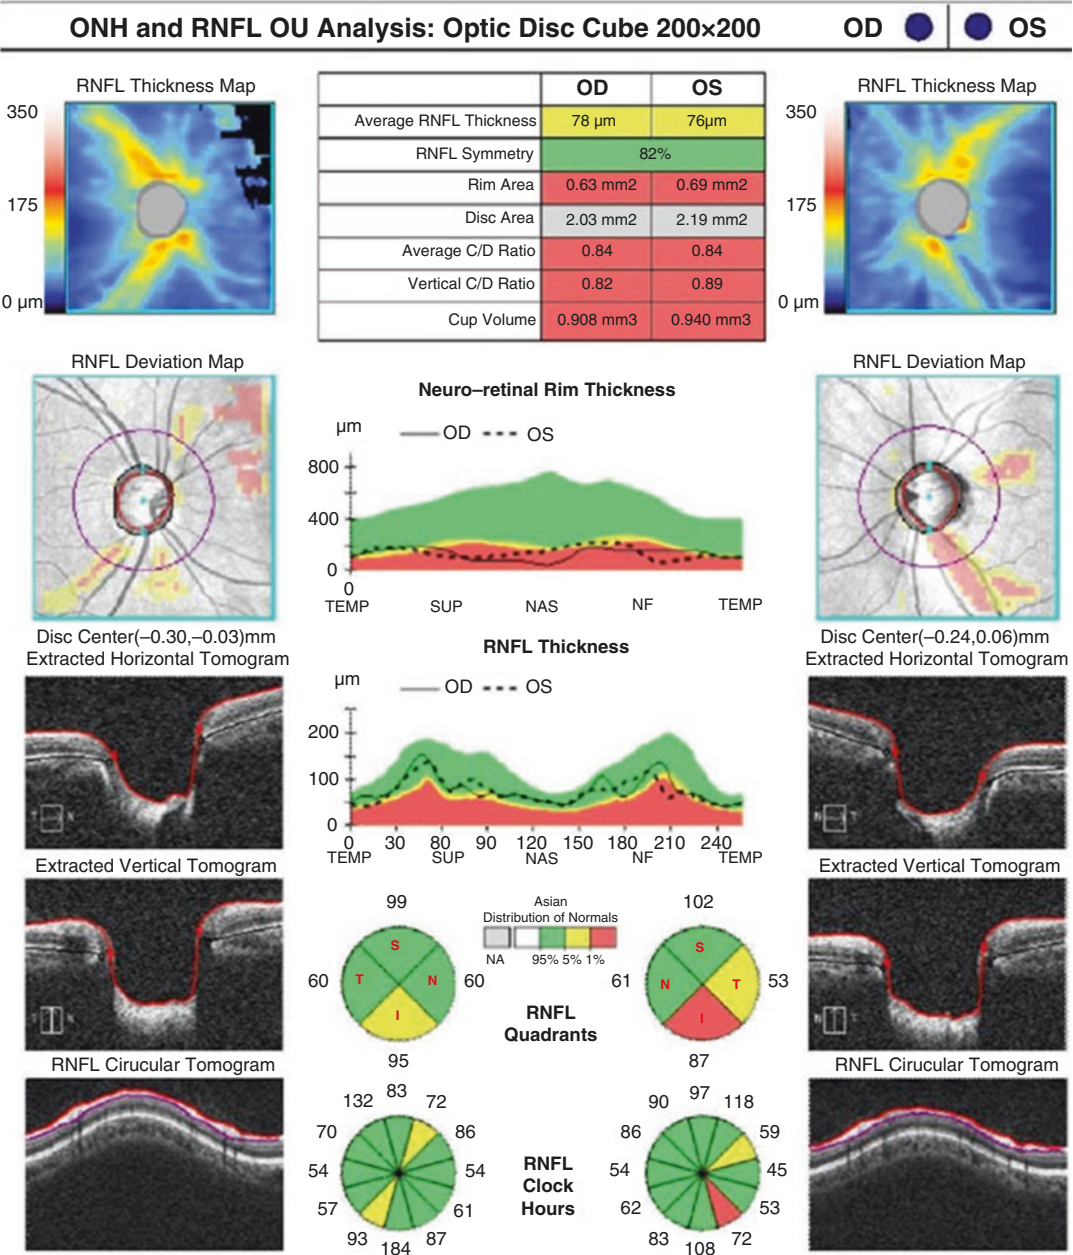 ONH and RNFL OU Analysis: Optic Disc Cube 200×200 OD OS
RNFL Thickness Map
350
175
0 μm
OD OS
Average RNFL Thickness 78 μm 76μm
RNFL Symmetry 82%
Rim Area 0.63 mm2 0.69 mm2
Disc Area 2.03 mm2 2.19 mm2
Average C/D Ratio 0.84 0.84
Vertical C/D Ratio 0.82 0.89
Cup Volume 0.908 mm3 0.940 mm3
RNFL Thickness Map
350
175
0 μm
RNFL Deviation Map
Disc Center(–0.30,–0.03)mm
Neuro–retinal Rim Thickness
μm
OD OS
800
400
0
0
TEMP SUP NAS NF TEMP
RNFL Deviation Map
Disc Center(–0.24,0.06)mm
Extracted Horizontal Tomogram
T N
RNFL Thickness
μm
OD OS
200
100
0
0 30 80 90 120 150 180 210 240
TEMP SUP NAS NF TEMP
Extracted Horizontal Tomogram
N T
Extracted Vertical Tomogram
T N
99
60 60
95
S
T N
I
Asian
Distribution of Normals
NA 95% 5% 1%
RNFL
Quadrants
102
61 53
87
S
N T
I
Extracted Vertical Tomogram
N T
RNFL Cirucular Tomogram
132 83 72
70 86
54 54
57 61
93 184 87
RNFL
Clock
Hours
90 97 118
86 59
54 45
62 53
83 108 72
RNFL Cirucular Tomogram